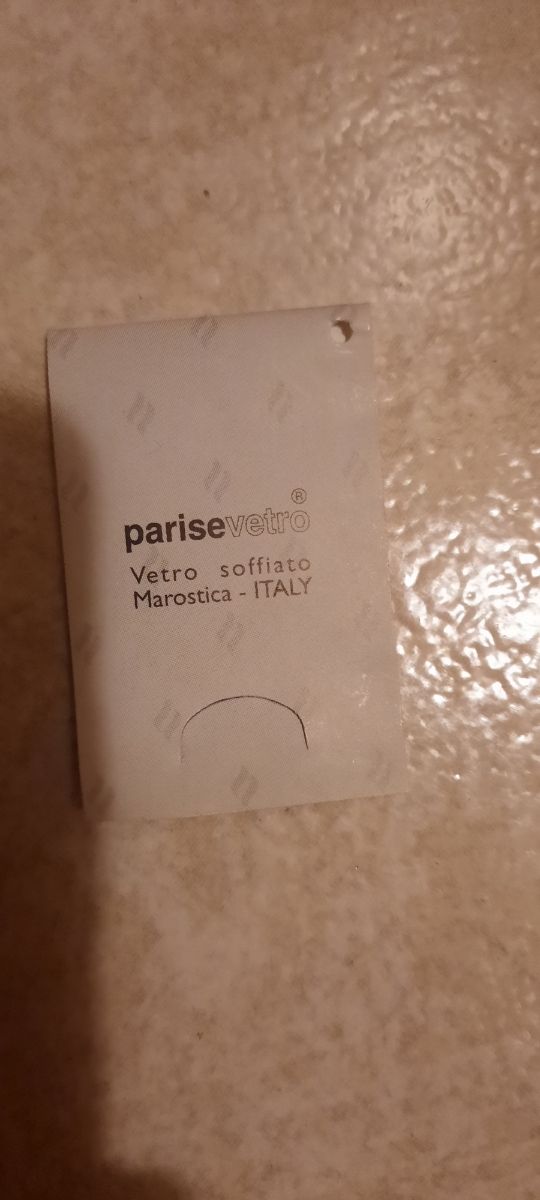 parisevetro®
Vetro soffiato
Marostica - ITALY